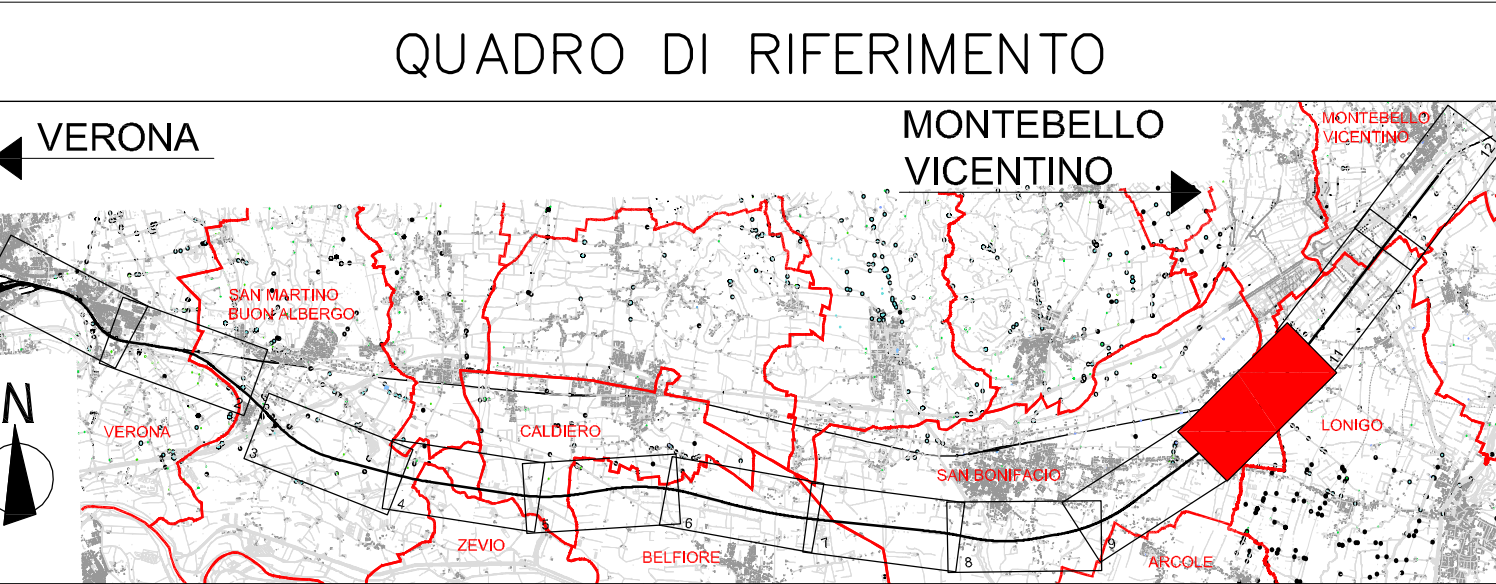 QUADRO DI RIFERIMENTO
VERONA
MONTEBELLO
VICENTINO
MONTEBELLO
VICENTINO
12
SAN MARTINO
BUON ALBERGO
11
N
VERONA
CALDIERO
LONIGO
3
SAN BONIFACIO
4
5
6
7
8
9
ZEVIO
BELFIORE
ARCOLE